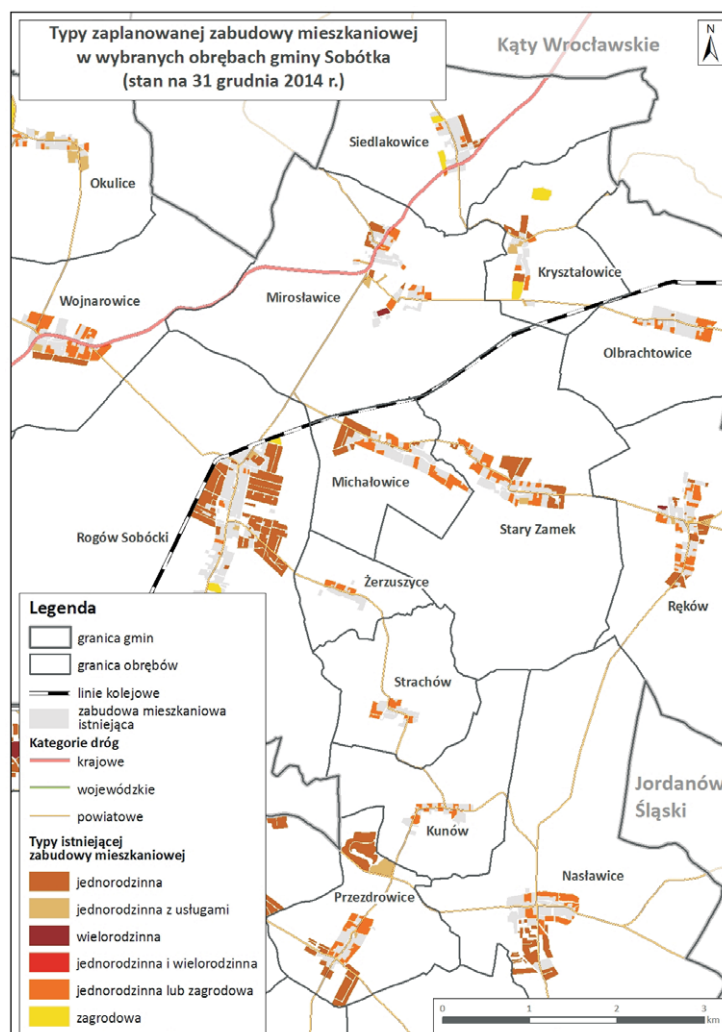 Typy zaplanowanej zabudowy mieszkaniowej
w wybranych obrębach gminy Sobótka
(stan na 31 grudnia 2014 r.)
Kąty Wrocławskie
N
Siedlakowice
Okulice
Kryształowice
Wojnarowice
Mirosławice
Olbrachtowice
Michałowice
Stary Zamek
Rogów Sobócki
Żerzuszyce
Ręków
Strachów
Jordanów
Śląski
Kunów
Nasławice
Przezdrowice
Legenda
granica gmin
granica obrębów
linie kolejowe
zabudowa mieszkaniowa
istniejąca
Kategorie dróg
krajowe
wojewódzkie
powiatowe
Typy istniejącej
zabudowy mieszkaniowej
jednorodzinna
jednorodzinna z usługami
wielorodzinna
jednorodzinna i wielorodzinna
jednorodzinna lub zagrodowa
zagrodowa
0 1 2 3
km